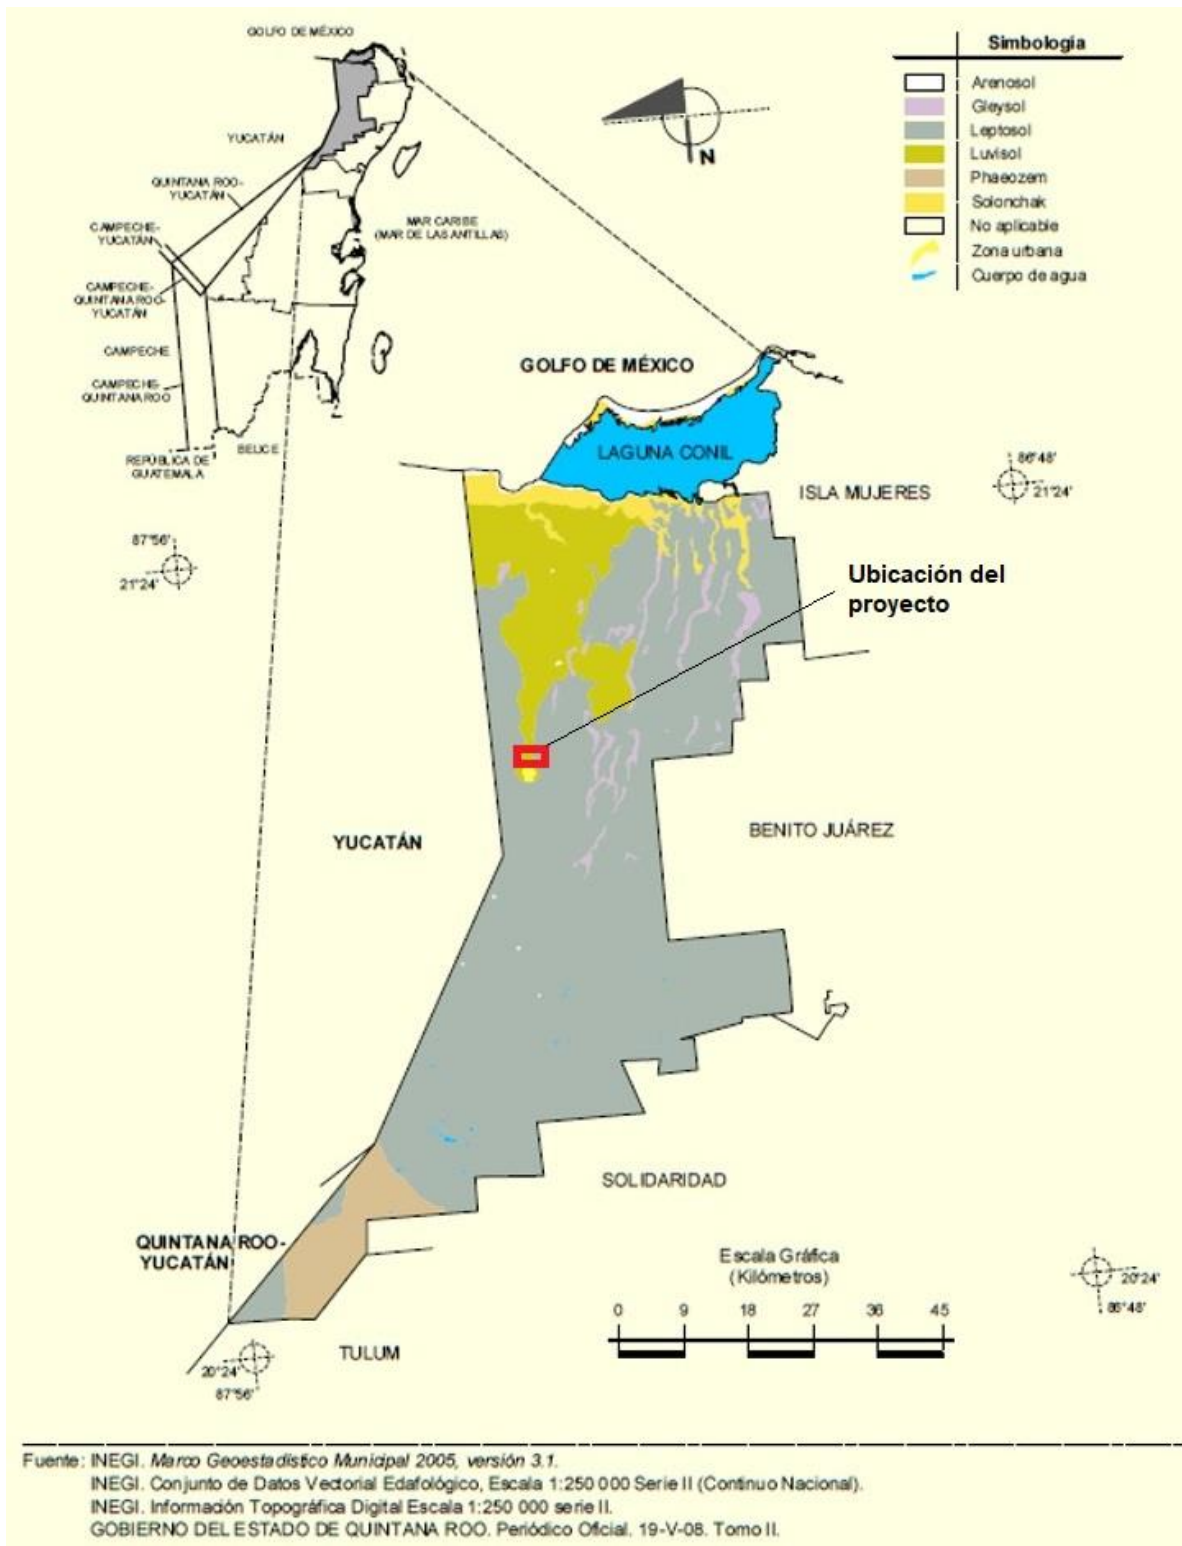 GOLFO DE MÉXICO
YUCATÁN
QUINTANA ROO-
YUCATÁN
CAMPECHE-
YUCATÁN
CAMPECHE-
QUINTANA ROO-
YUCATÁN
CAMPECHE
CAMPECHE-
QUINTANA ROO
REPÚBLICA DE
GUATEMALA
BELICE
MAR CARIBE
(MAR DE LAS ANTILLAS)
N
Simbología
Arenosol
Gleysol
Leptosol
Luvisol
Phaeozem
Solonchak
No aplicable
Zona urbana
Cuerpo de agua
GOLFO DE MÉXICO
LAGUNA CONIL
ISLA MUJERES
86°48'
21°24'
87°56'
21°24'
Ubicación del
proyecto
YUCATÁN
BENITO JUÁREZ
SOLIDARIDAD
QUINTANA ROO-
YUCATÁN
TULUM
20°24'
87°56'
Escala Gráfica
(Kilómetros)
0 9 18 27 36 45
20°24'
86°48'
Fuente: INEGI. Marco Geoestadístico Municipal 2005, versión 3.1.
INEGI. Conjunto de Datos Vectorial Edafológico, Escala 1:250 000 Serie II (Continuo Nacional).
INEGI. Información Topográfica Digital Escala 1:250 000 serie II.
GOBIERNO DEL ESTADO DE QUINTANA ROO. Periódico Oficial. 19-V-08. Tomo II.